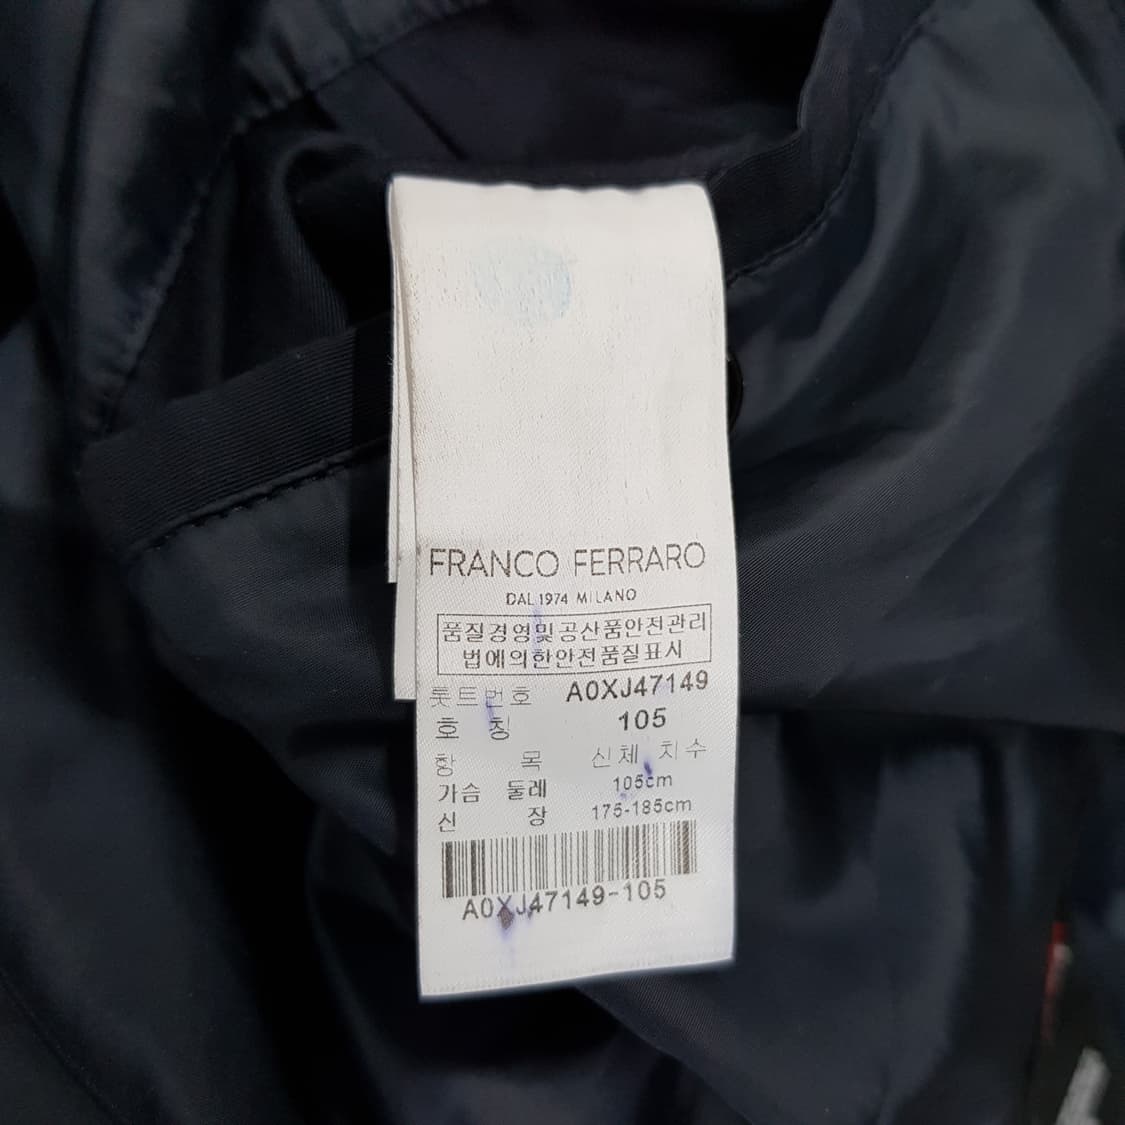 FRANCO FERRARO
DAL 1974 MILANO
품질경영및공산품안전관리
법에의한안전품질표시
롯트번호 A0XJ47149
호 칭 105
항 목 신체 치수
가슴 둘레 105cm
신 장 175-185cm
A0XJ47149-105